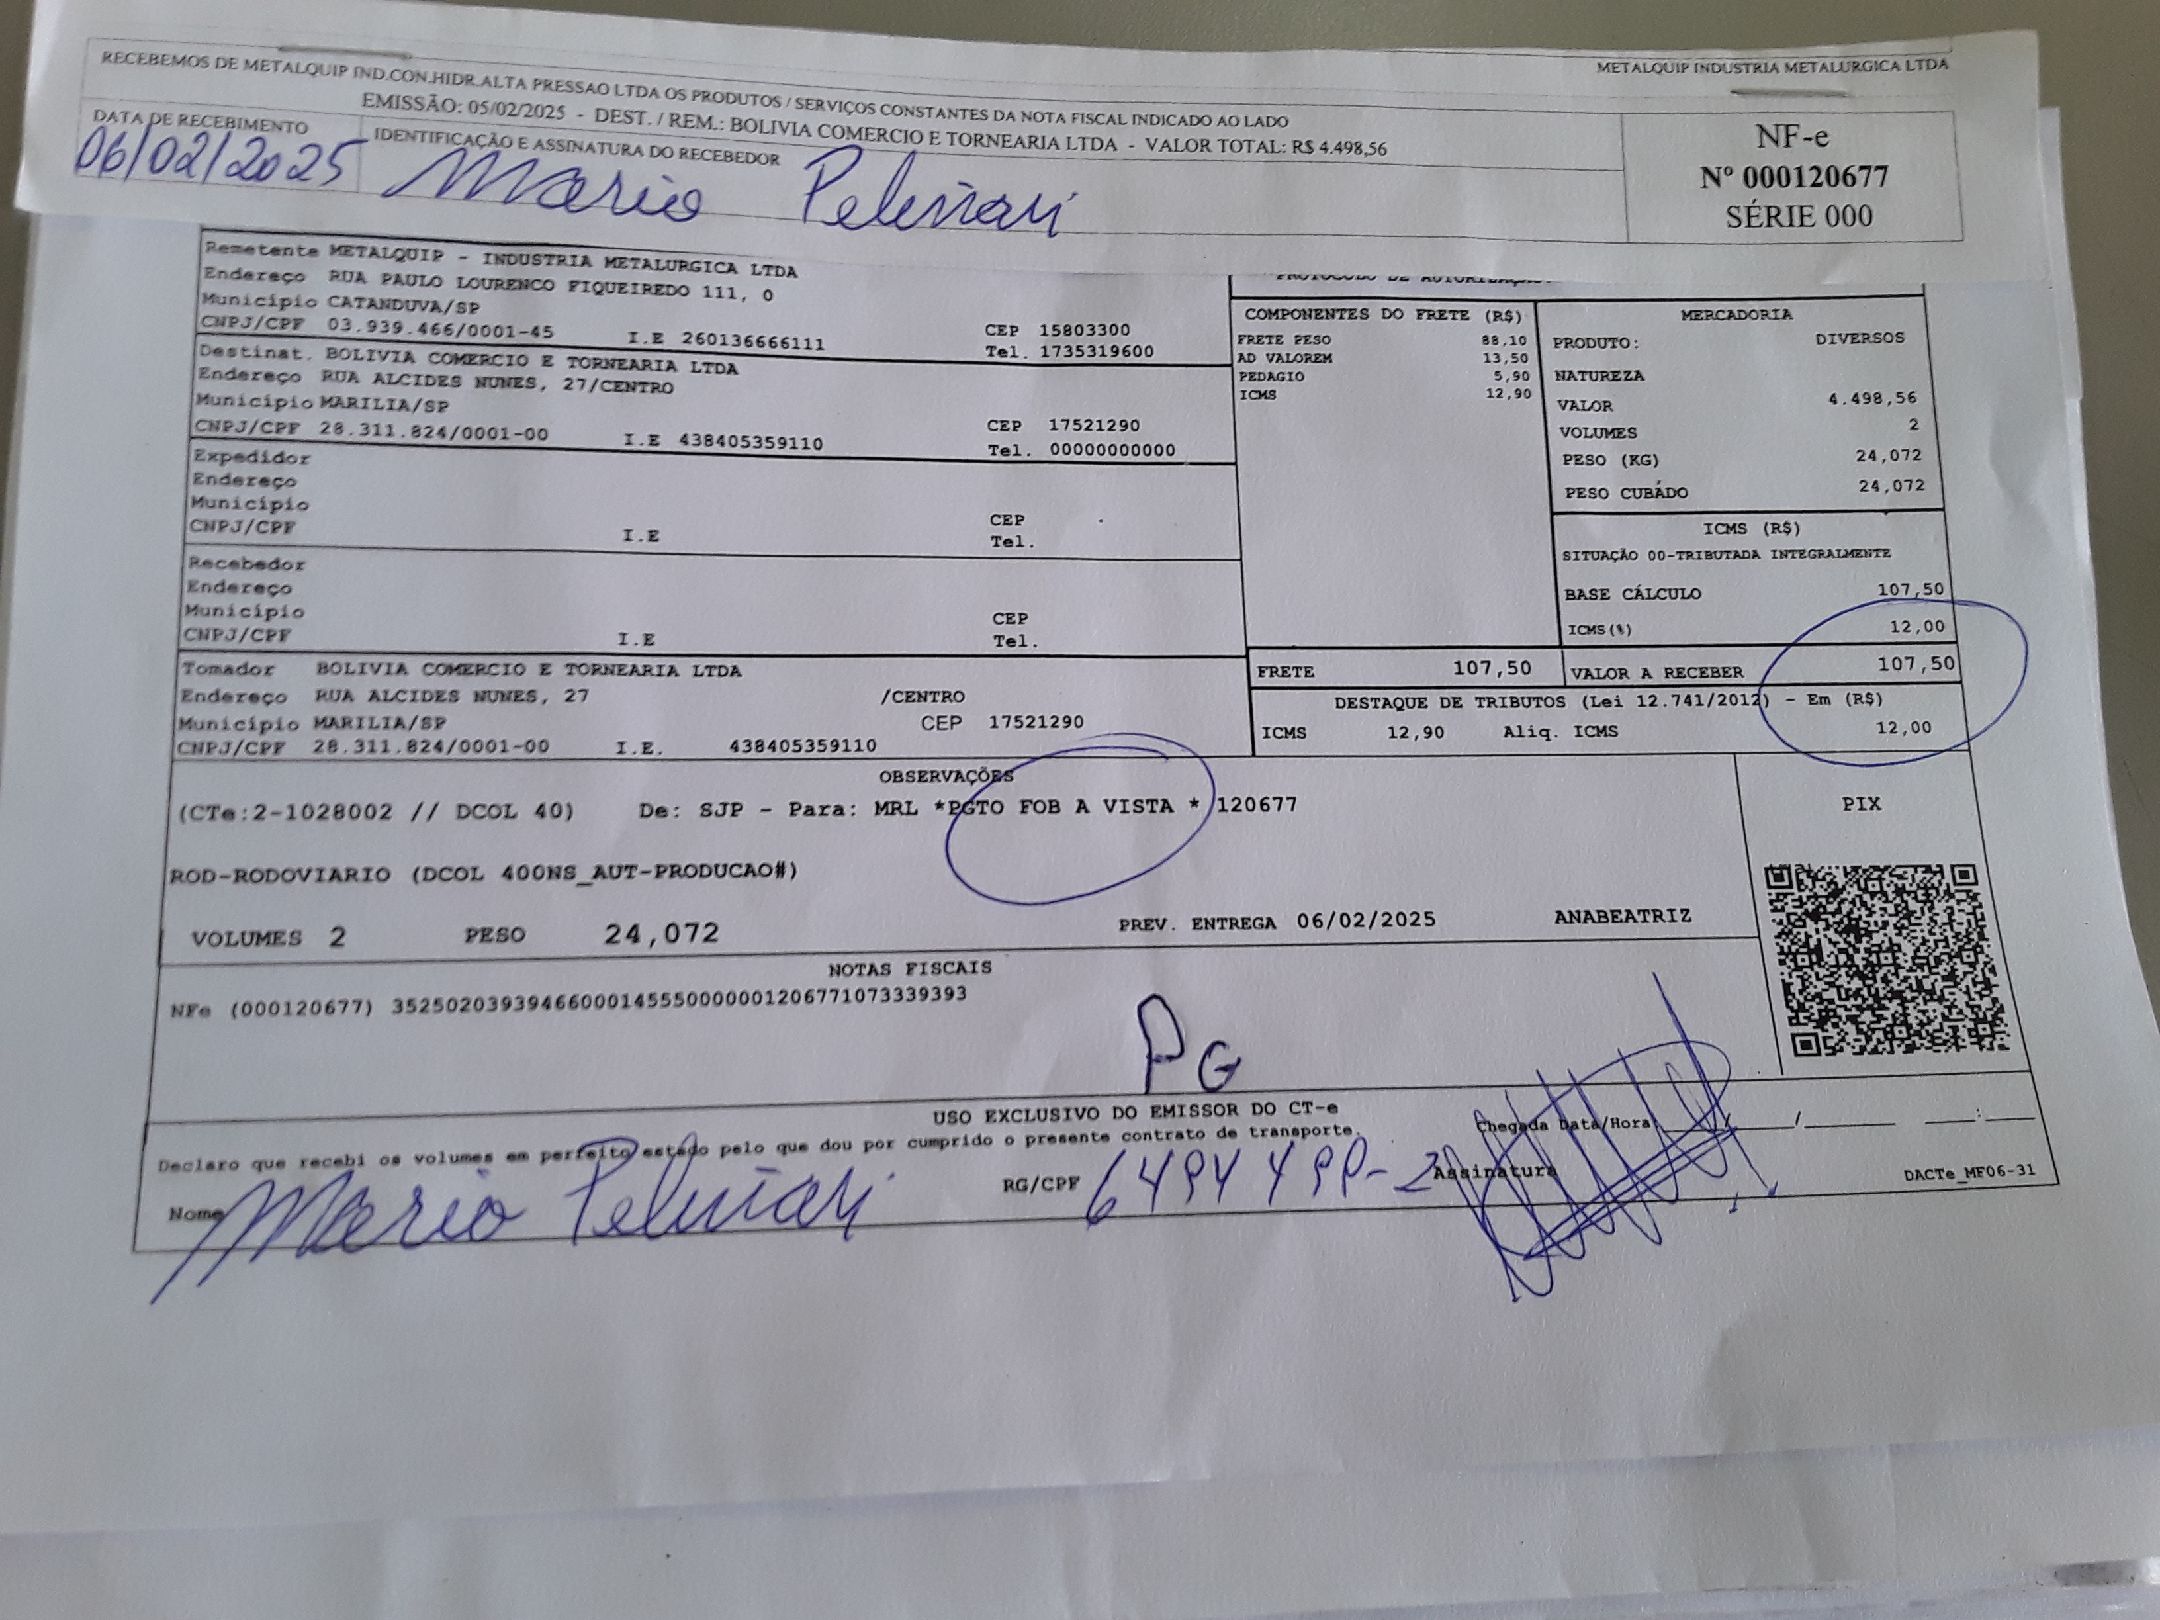 RECEBEMOS DE METALQUIP IND.CON.HIDR.ALTA PRESSAO LTDA OS PRODUTOS / SERVIÇOS CONSTANTES DA NOTA FISCAL INDICADO AO LADO
METALQUIP INDUSTRIA METALURGICA LTDA
EMISSÃO: 05/02/2025 - DEST. / REM.: BOLIVIA COMERCIO E TORNEARIA LTDA - VALOR TOTAL: R$ 4.498,56
DATA DE RECEBIMENTO
06/02/2025
IDENTIFICAÇÃO E ASSINATURA DO RECEBEDOR
Mario
NF-e
Nº 000120677
SÉRIE 000
Remetente METALQUIP - INDUSTRIA METALURGICA LTDA
Endereço RUA PAULO LOURENCO FIQUEIREDO 111, 0
Município CATANDUVA/SP
CEP 15803300
CNPJ/CPF 03.939.466/0001-45 I.E 260136666111
Tel. 1735319600
Destinat. BOLIVIA COMERCIO E TORNEARIA LTDA
Endereço RUA ALCIDES NUNES, 27/CENTRO
Município MARILIA/SP
CEP 17521290
CNPJ/CPF 28.311.824/0001-00 I.E 438405359110
Tel. 00000000000
Expedidor
Endereço
Município
CEP
CNPJ/CPF I.E
Tel.
Recebedor
Endereço
Município
CEP
CNPJ/CPF I.E
Tel.
Tomador BOLIVIA COMERCIO E TORNEARIA LTDA
Endereço RUA ALCIDES NUNES, 27 /CENTRO
Município MARILIA/SP CEP 17521290
CNPJ/CPF 28.311.824/0001-00 I.E. 438405359110
PROTOCOLO DE
COMPONENTES DO FRETE (R$)
FRETE PESO 88,10
AD VALOREM 13,50
PEDAGIO 5,90
ICMS 12,90
MERCADORIA
PRODUTO: DIVERSOS
NATUREZA
VALOR 4.498,56
VOLUMES 2
PESO (KG) 24,072
PESO CUBÁDO 24,072
ICMS (R$)
SITUAÇÃO 00-TRIBUTADA INTEGRALMENTE
BASE CÁLCULO 107,50
ICMS(%) 12,00
FRETE 107,50 VALOR A RECEBER 107,50
DESTAQUE DE TRIBUTOS (Lei 12.741/2012) - Em (R$)
ICMS 12,90 Aliq. ICMS 12,00
OBSERVAÇÕES
(CTe:2-1028002 // DCOL 40) De: SJP - Para: MRL *PGTO FOB A VISTA * 120677
ROD-RODOVIARIO (DCOL 400NS_AUT-PRODUCAO#)
VOLUMES 2 PESO 24,072 PREV. ENTREGA 06/02/2025 ANABEATRIZ
PIX
NOTAS FISCAIS
NFe (000120677) 35250203939466000145550000001206771073339393
PG
USO EXCLUSIVO DO EMISSOR DO CT-e
Declaro que recebi os volumes em perfeito estado pelo que dou por cumprido o presente contrato de transporte.
Chegada Data/Hora / / :
Nome Mario
RG/CPF
Assinatura
DACTe_MF06-31